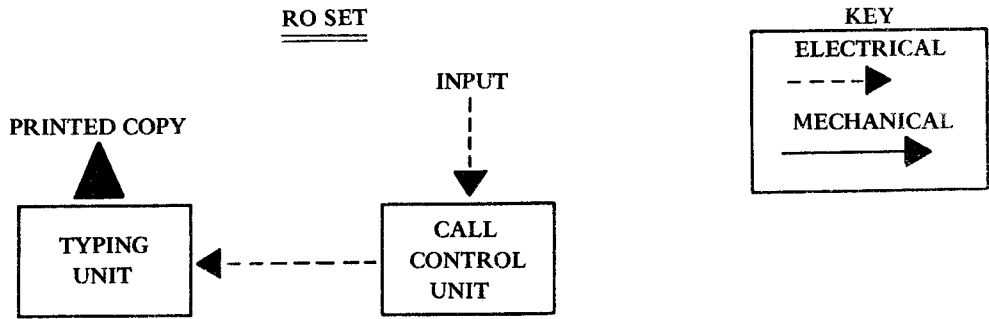 RO SET
KEY
ELECTRICAL
MECHANICAL
INPUT
PRINTED COPY
TYPING
UNIT
CALL
CONTROL
UNIT